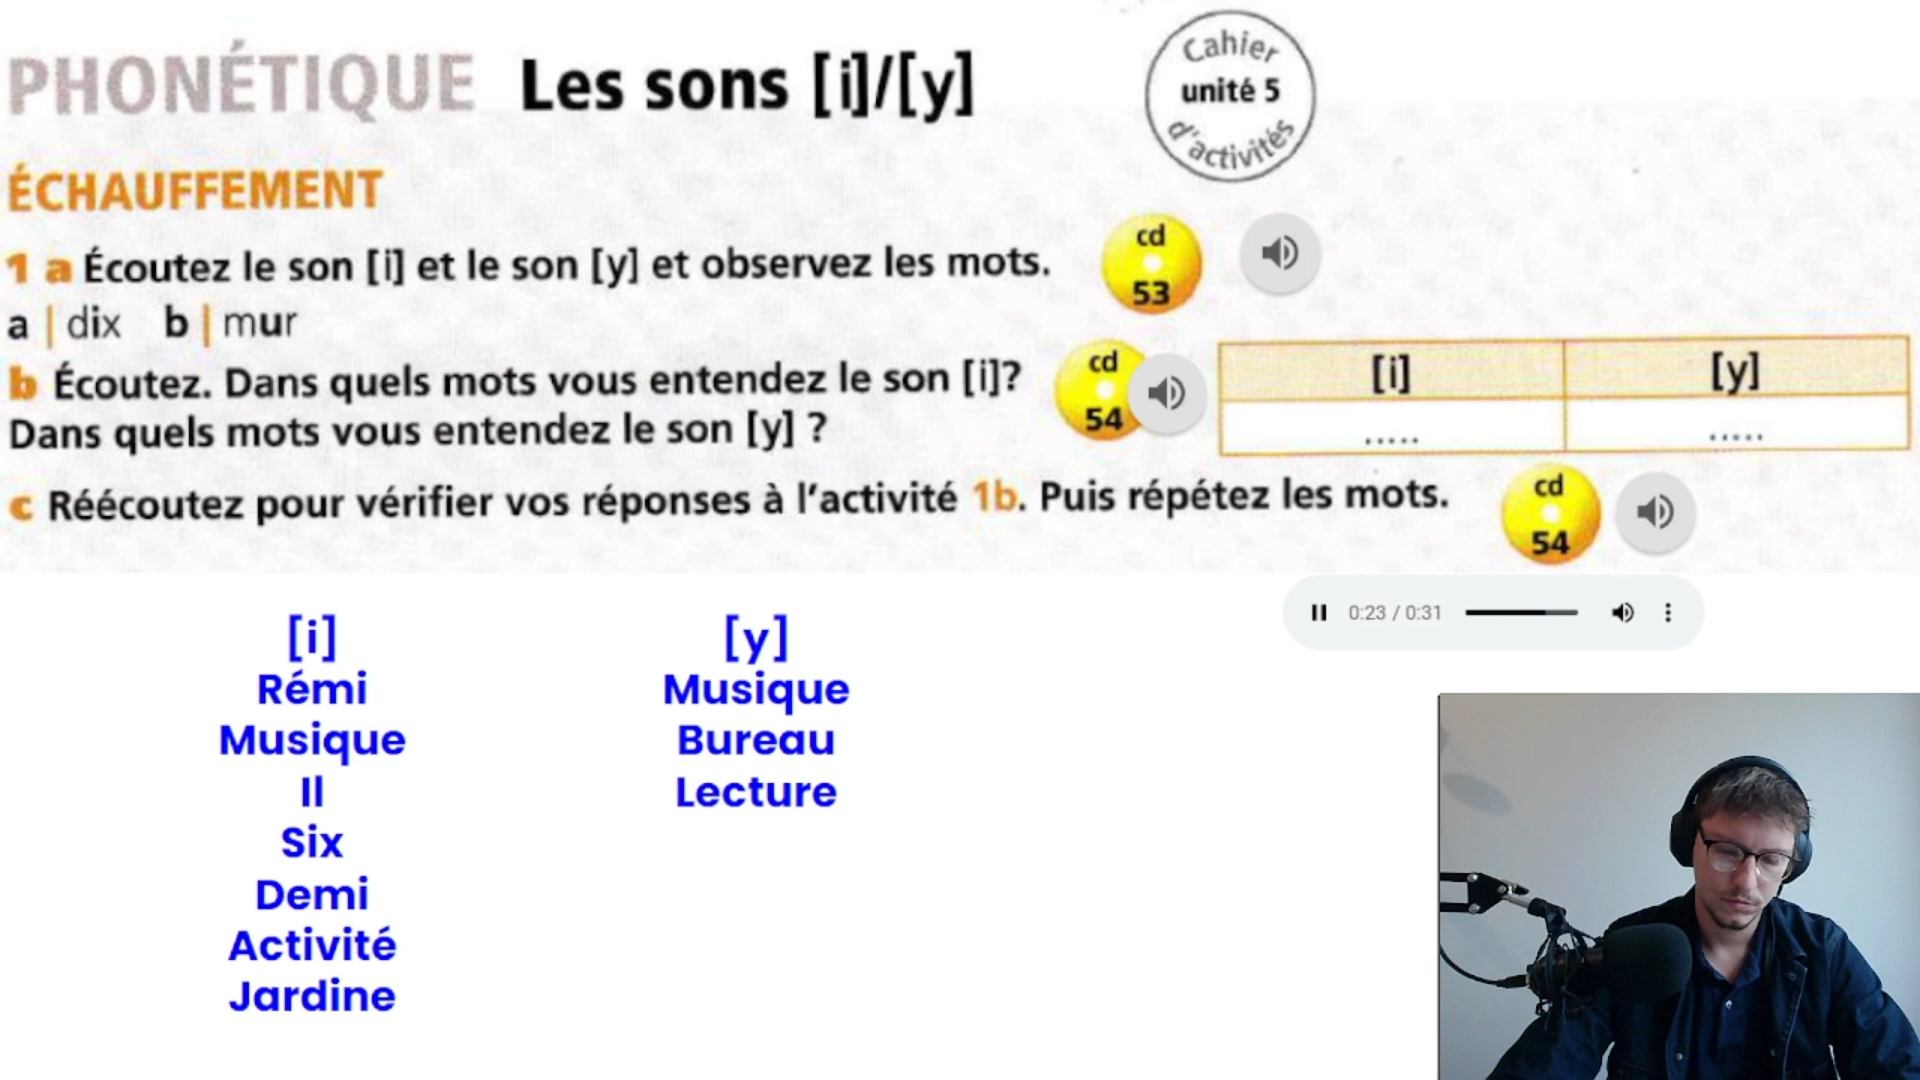 PHONÉTIQUE Les sons [i]/[y]
Cahier
unité 5
d'activités
ÉCHAUFFEMENT
1 a Écoutez le son [i] et le son [y] et observez les mots.
cd
53
a | dix b | mur
b Écoutez. Dans quels mots vous entendez le son [i]?
Dans quels mots vous entendez le son [y] ?
cd
54
[i] [y]
..... .....
c Réécoutez pour vérifier vos réponses à l'activité 1b. Puis répétez les mots.
cd
54
0:23 / 0:31
[i]
Rémi
Musique
Il
Six
Demi
Activité
Jardine
[y]
Musique
Bureau
Lecture